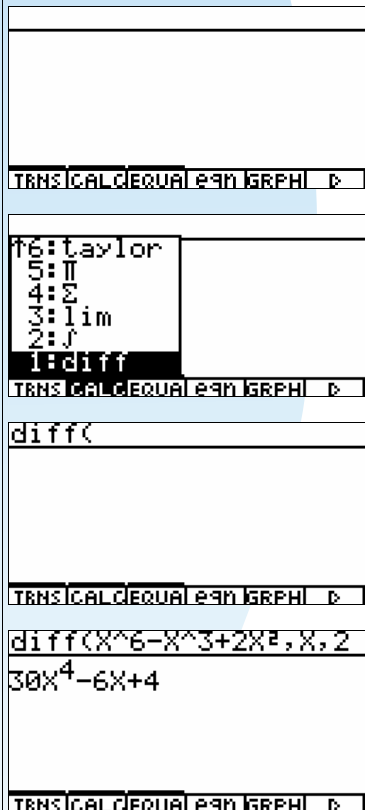 TRNS CALC EQUA eqn GRPH ▷
↑6:taylor
5:Π
4:Σ
3:lim
2:∫
1:diff
TRNS CALC EQUA eqn GRPH ▷
diff(
TRNS CALC EQUA eqn GRPH ▷
diff(X^6-X^3+2X²,X,2
30X⁴-6X+4
TRNS CALC EQUA eqn GRPH ▷